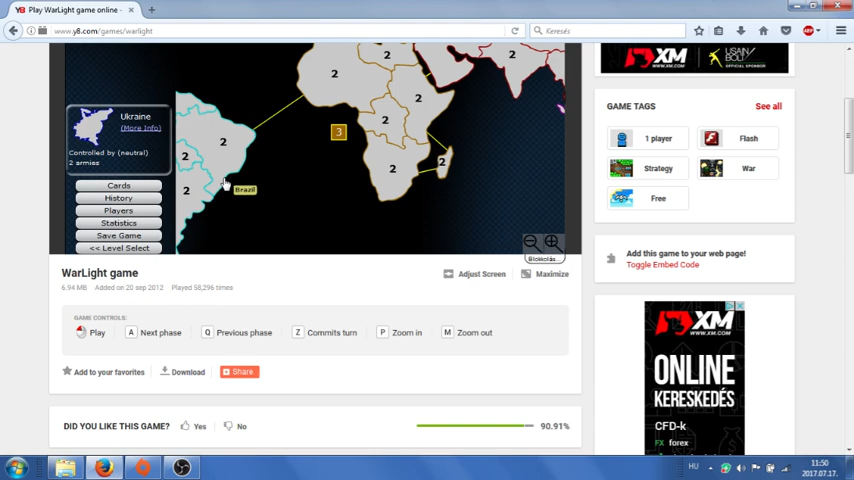 Play WarLight game online -
www.y8.com/games/warlight
Keresés
ABP
XM
USAIN
BOLT
OFFICIAL SPONSOR
Ukraine
(More Info)
Controlled by (neutral)
2 armies
Cards
History
Players
Statistics
Save Game
<< Level Select
2
2
2
2
2
2
2
2
2
2
3
Brazil
Blokkolás
GAME TAGS
See all
1 player
Flash
Strategy
War
Free
Add this game to your web page!
Toggle Embed Code
WarLight game
Adjust Screen
Maximize
6.94 MB Added on 20 sep 2012 Played 58,296 times
GAME CONTROLS:
Play
A Next phase
Q Previous phase
Z Commits turn
P Zoom in
M Zoom out
Add to your favorites
Download
Share
DID YOU LIKE THIS GAME?
Yes
No
90.91%
XM
ONLINE
KERESKEDÉS
CFD-k
FX forex
HU
11:50
2017.07.17.